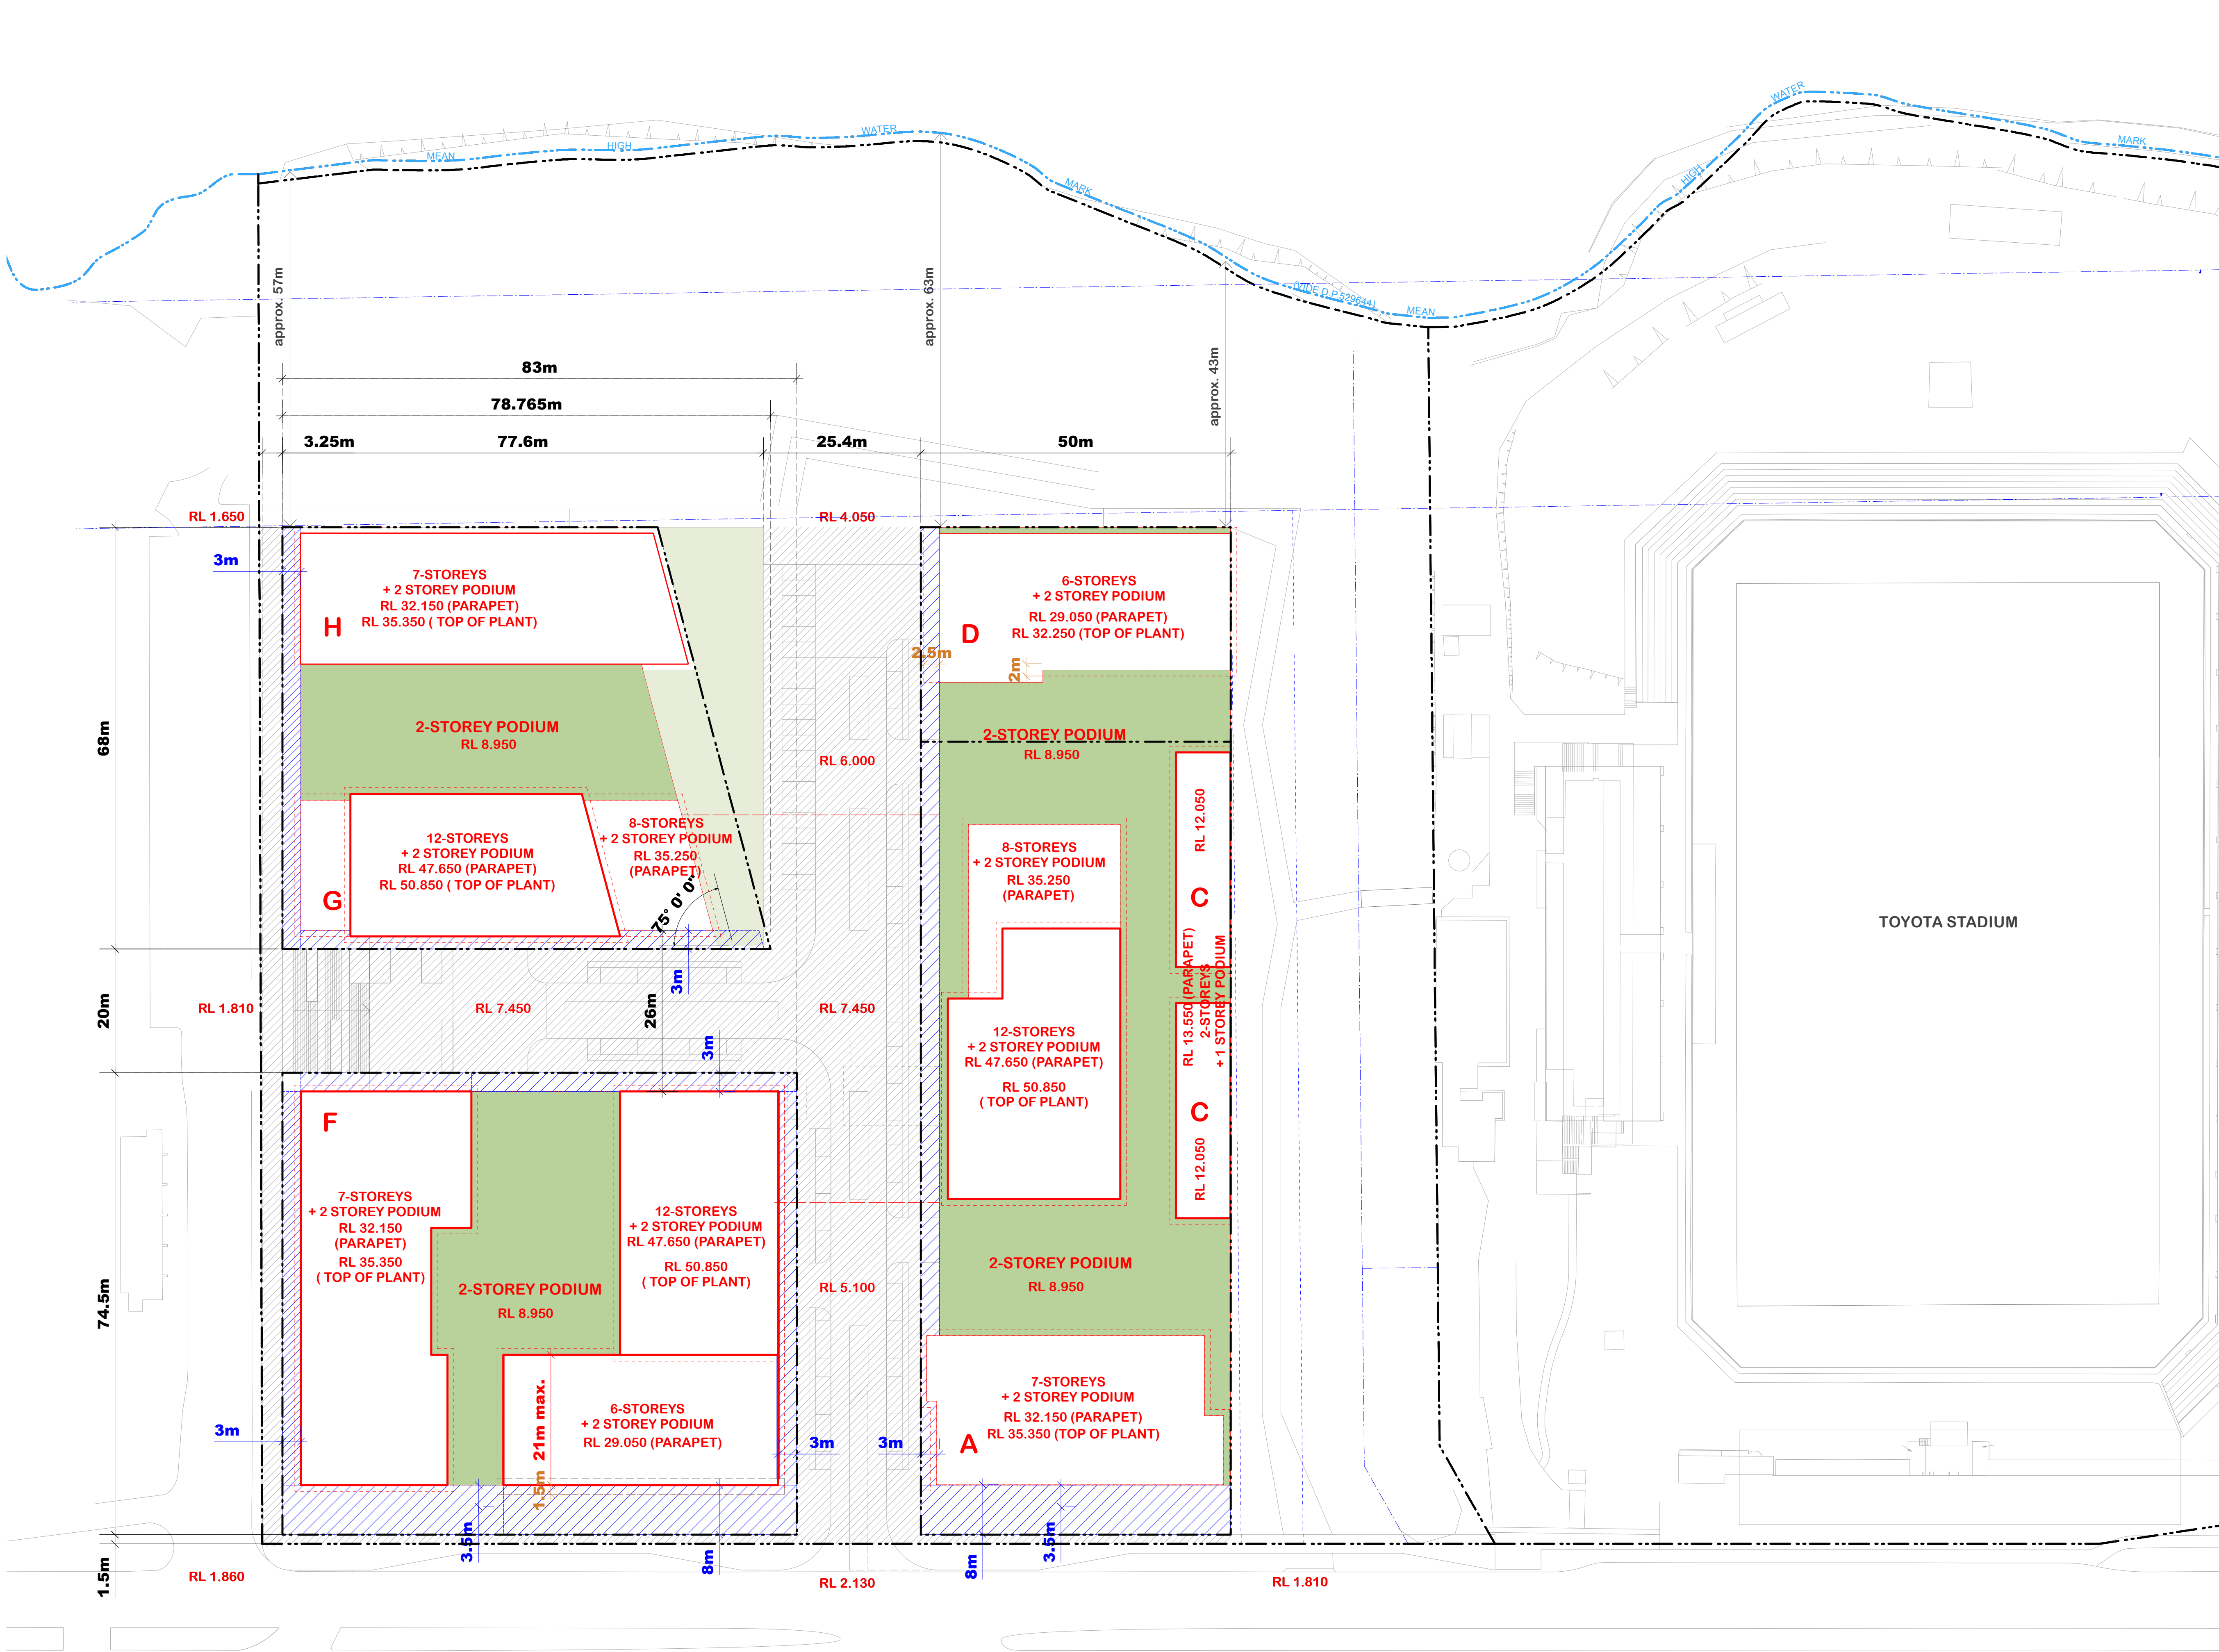 WATER
WATER
MEAN
HIGH
MARK
HIGH
MARK
(VIDE D.P.529644)
MEAN
approx. 57m
approx. 63m
approx. 43m
83m
78.765m
3.25m
77.6m
25.4m
50m
RL 1.650
RL 4.050
3m
7-STOREYS
+ 2 STOREY PODIUM
RL 32.150 (PARAPET)
RL 35.350 ( TOP OF PLANT)
H
6-STOREYS
+ 2 STOREY PODIUM
RL 29.050 (PARAPET)
RL 32.250 (TOP OF PLANT)
D
2.5m
2m
68m
2-STOREY PODIUM
RL 8.950
2-STOREY PODIUM
RL 8.950
RL 6.000
12-STOREYS
+ 2 STOREY PODIUM
RL 47.650 (PARAPET)
RL 50.850 ( TOP OF PLANT)
G
8-STOREYS
+ 2 STOREY PODIUM
RL 35.250
(PARAPET)
75° 0' 0"
8-STOREYS
+ 2 STOREY PODIUM
RL 35.250
(PARAPET)
RL 12.050
C
TOYOTA STADIUM
3m
20m
RL 1.810
RL 7.450
26m
RL 7.450
3m
12-STOREYS
+ 2 STOREY PODIUM
RL 47.650 (PARAPET)
RL 50.850
( TOP OF PLANT)
RL 13.550 (PARAPET)
2-STOREYS
+ 1 STOREY PODIUM
C
RL 12.050
F
7-STOREYS
+ 2 STOREY PODIUM
RL 32.150
(PARAPET)
RL 35.350
( TOP OF PLANT)
12-STOREYS
+ 2 STOREY PODIUM
RL 47.650 (PARAPET)
RL 50.850
( TOP OF PLANT)
2-STOREY PODIUM
RL 8.950
74.5m
RL 5.100
2-STOREY PODIUM
RL 8.950
21m max.
1.5m
6-STOREYS
+ 2 STOREY PODIUM
RL 29.050 (PARAPET)
7-STOREYS
+ 2 STOREY PODIUM
RL 32.150 (PARAPET)
RL 35.350 (TOP OF PLANT)
A
3m
3m
3m
3.5m
8m
8m
3.5m
1.5m
RL 1.860
RL 2.130
RL 1.810